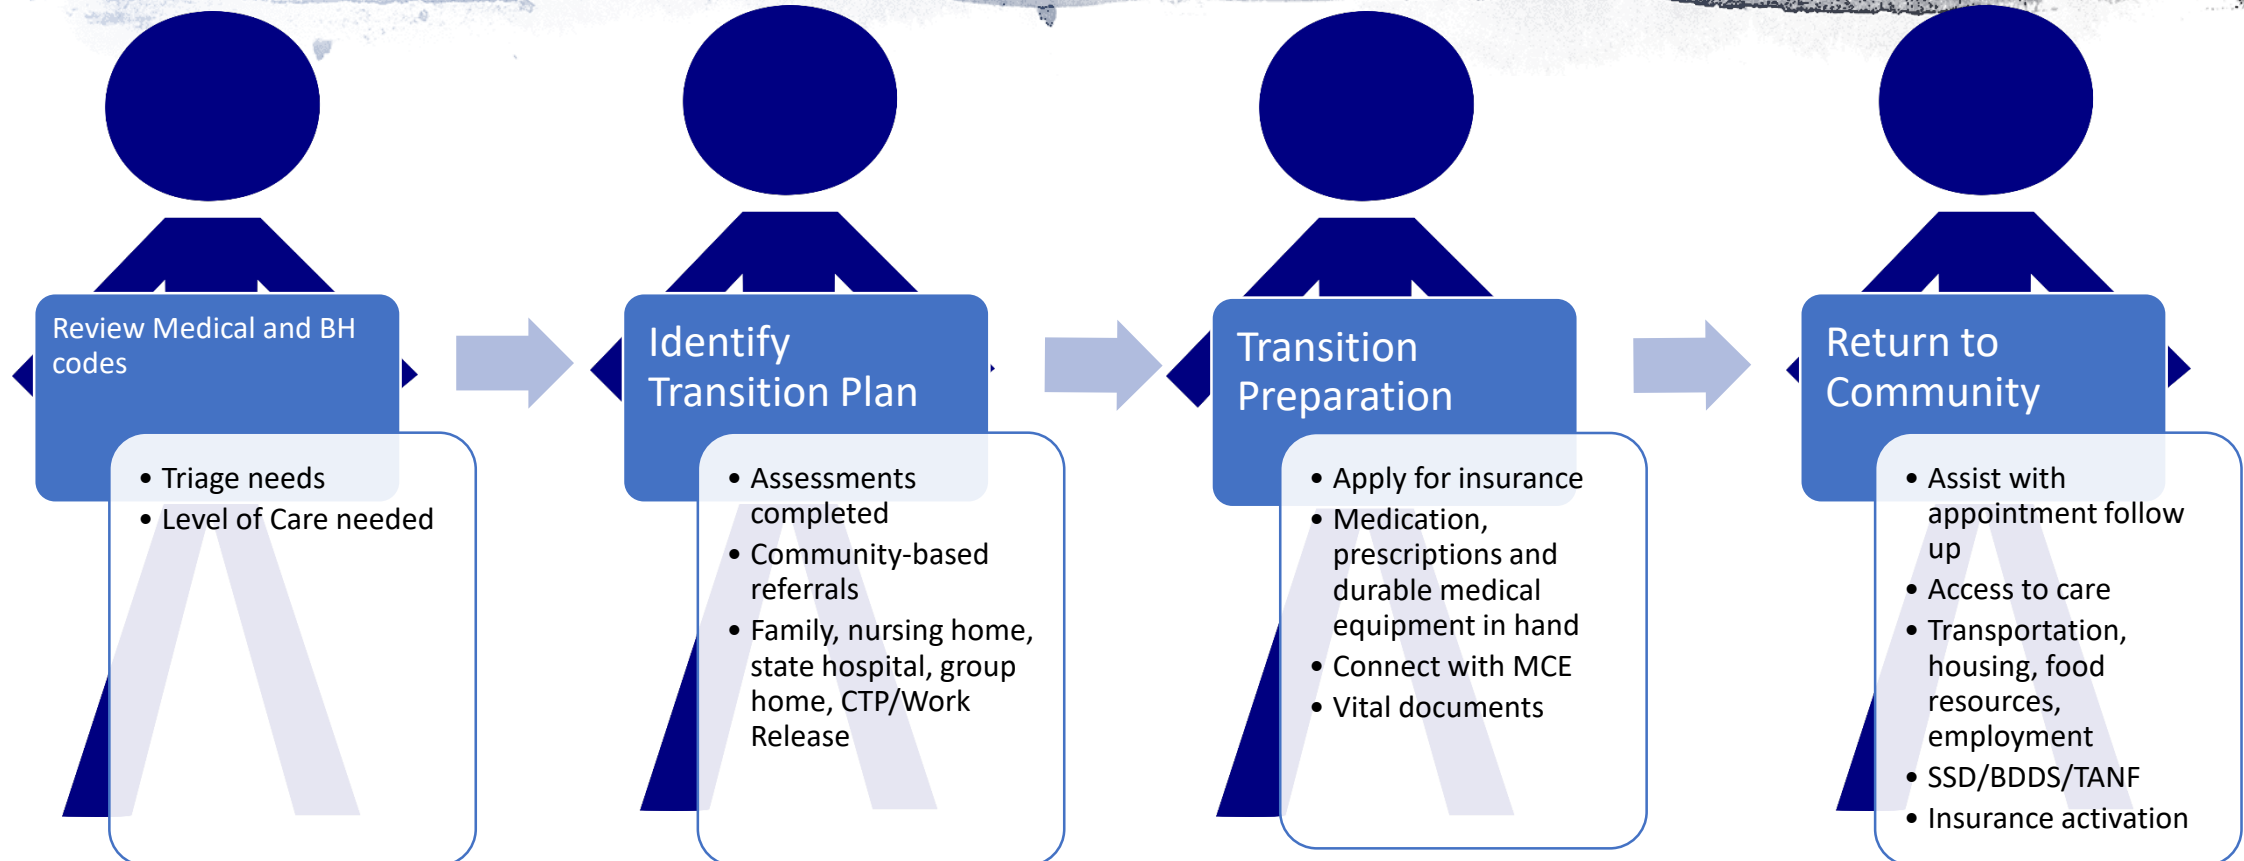 Review Medical and BH
codes
• Triage needs
• Level of Care needed
Identify
Transition Plan
• Assessments
completed
• Community-based
referrals
• Family, nursing home,
state hospital, group
home, CTP/Work
Release
Transition
Preparation
• Apply for insurance
• Medication,
prescriptions and
durable medical
equipment in hand
• Connect with MCE
• Vital documents
Return to
Community
• Assist with
appointment follow
up
• Access to care
• Transportation,
housing, food
resources,
employment
• SSD/BDDS/TANF
• Insurance activation